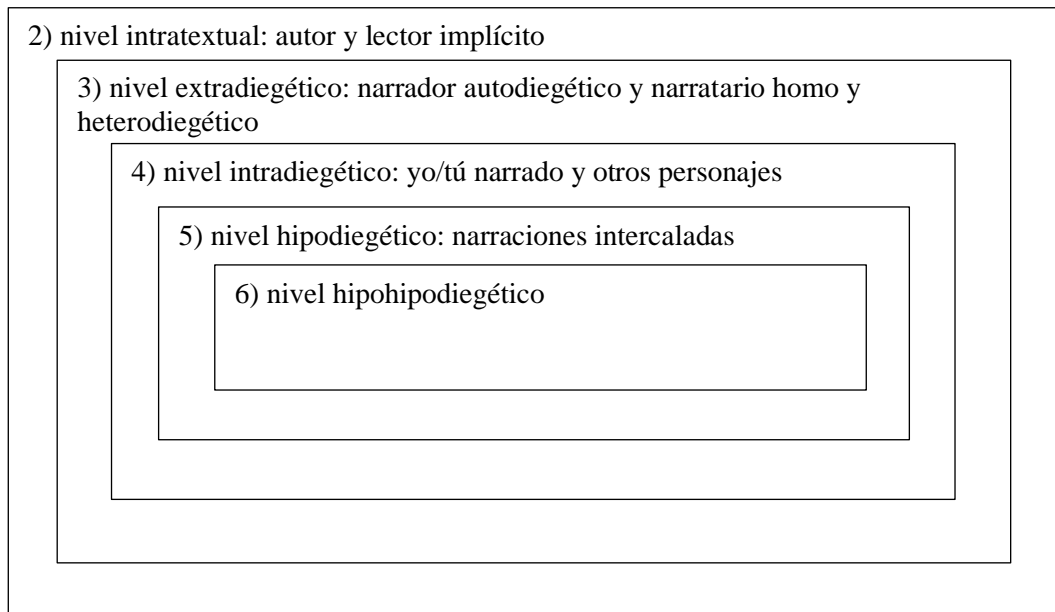 2) nivel intratextual: autor y lector implícito
3) nivel extradiegético: narrador autodiegético y narratario homo y
heterodiegético
4) nivel intradiegético: yo/tú narrado y otros personajes
5) nivel hipodiegético: narraciones intercaladas
6) nivel hipohipodiegético